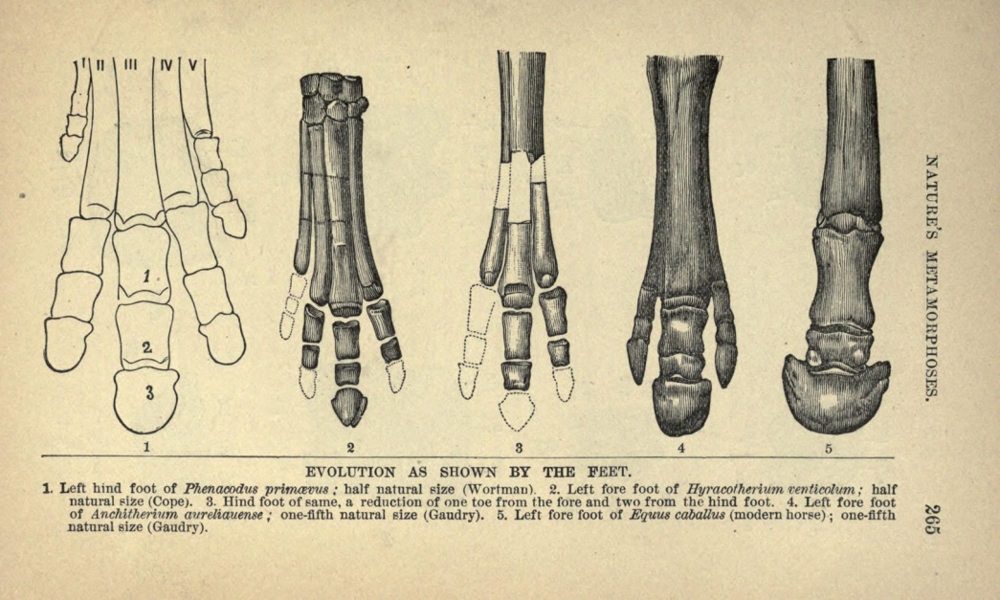 I II III IV V
1
2
3
1 2 3 4 5
EVOLUTION AS SHOWN BY THE FEET.
1. Left hind foot of Phenacodus primævus; half natural size (Wortman). 2. Left fore foot of Hyracotherium venticolum; half
natural size (Cope). 3. Hind foot of same, a reduction of one toe from the fore and two from the hind foot. 4. Left fore foot
of Anchitherium aureliauense; one-fifth natural size (Gaudry). 5. Left fore foot of Equus caballus (modern horse); one-fifth
natural size (Gaudry).
NATURE'S METAMORPHOSES.
265